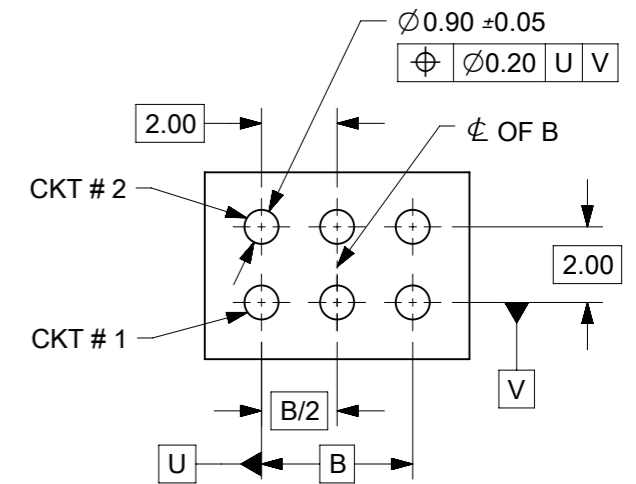 ⌀0.90 ±0.05
⌖ ⌀0.20 U V
2.00
℄ OF B
CKT # 2
2.00
CKT # 1
V
B/2
U
B